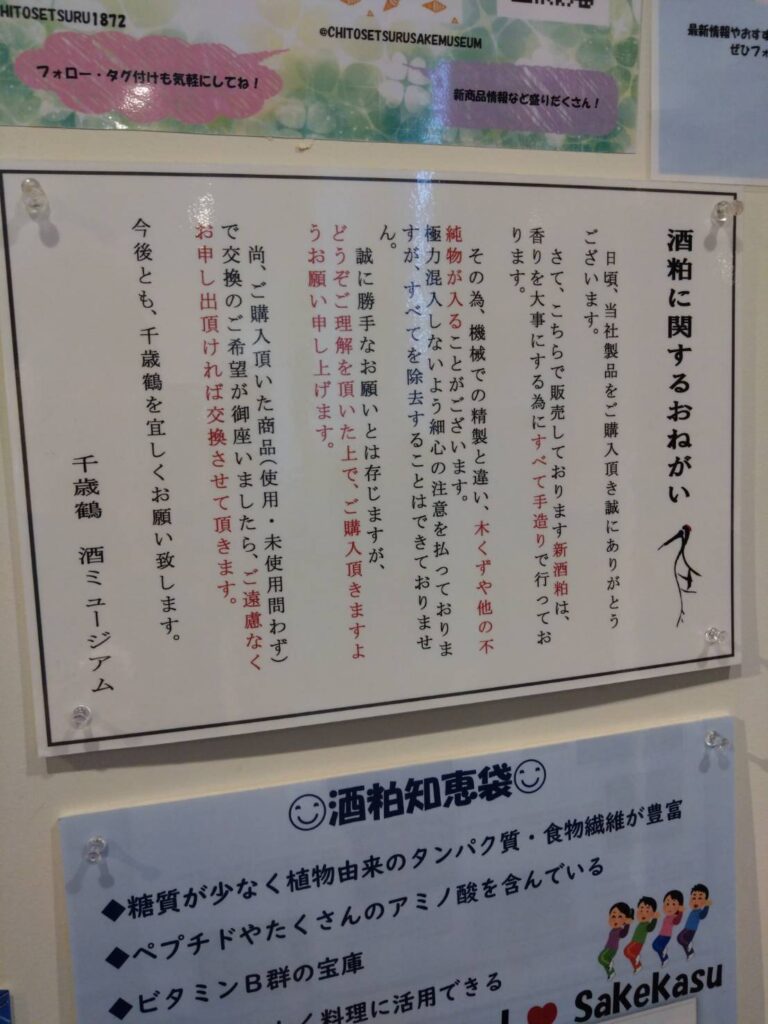 HITOSETSURU1872
@CHITOSETSURUSAKEMUSEUM
フォロー・タグ付けも気軽にしてね！
新商品情報など盛りだくさん！
最新情報やおすす
ぜひフォ
酒粕に関するおねがい
日頃、当社製品をご購入頂き誠にありがとう
ございます。
さて、こちらで販売しております新酒粕は、
香りを大事にする為にすべて手造りで行ってお
ります。
その為、機械での精製と違い、木くずや他の不
純物が入ることがございます。
極力混入しないよう細心の注意を払っておりま
すが、すべてを除去することはできておりませ
ん。
誠に勝手なお願いとは存じますが、
どうぞご理解を頂いた上で、ご購入頂きますよ
うお願い申し上げます。
尚、ご購入頂いた商品（使用・未使用問わず）
で交換のご希望が御座いましたら、ご遠慮なく
お申し出頂ければ交換させて頂きます。
今後とも、千歳鶴を宜しくお願い致します。
千歳鶴 酒ミュージアム
酒粕知恵袋
◆糖質が少なく植物由来のタンパク質・食物繊維が豊富
◆ペプチドやたくさんのアミノ酸を含んでいる
◆ビタミンＢ群の宝庫
く料理に活用できる
Sakekasu